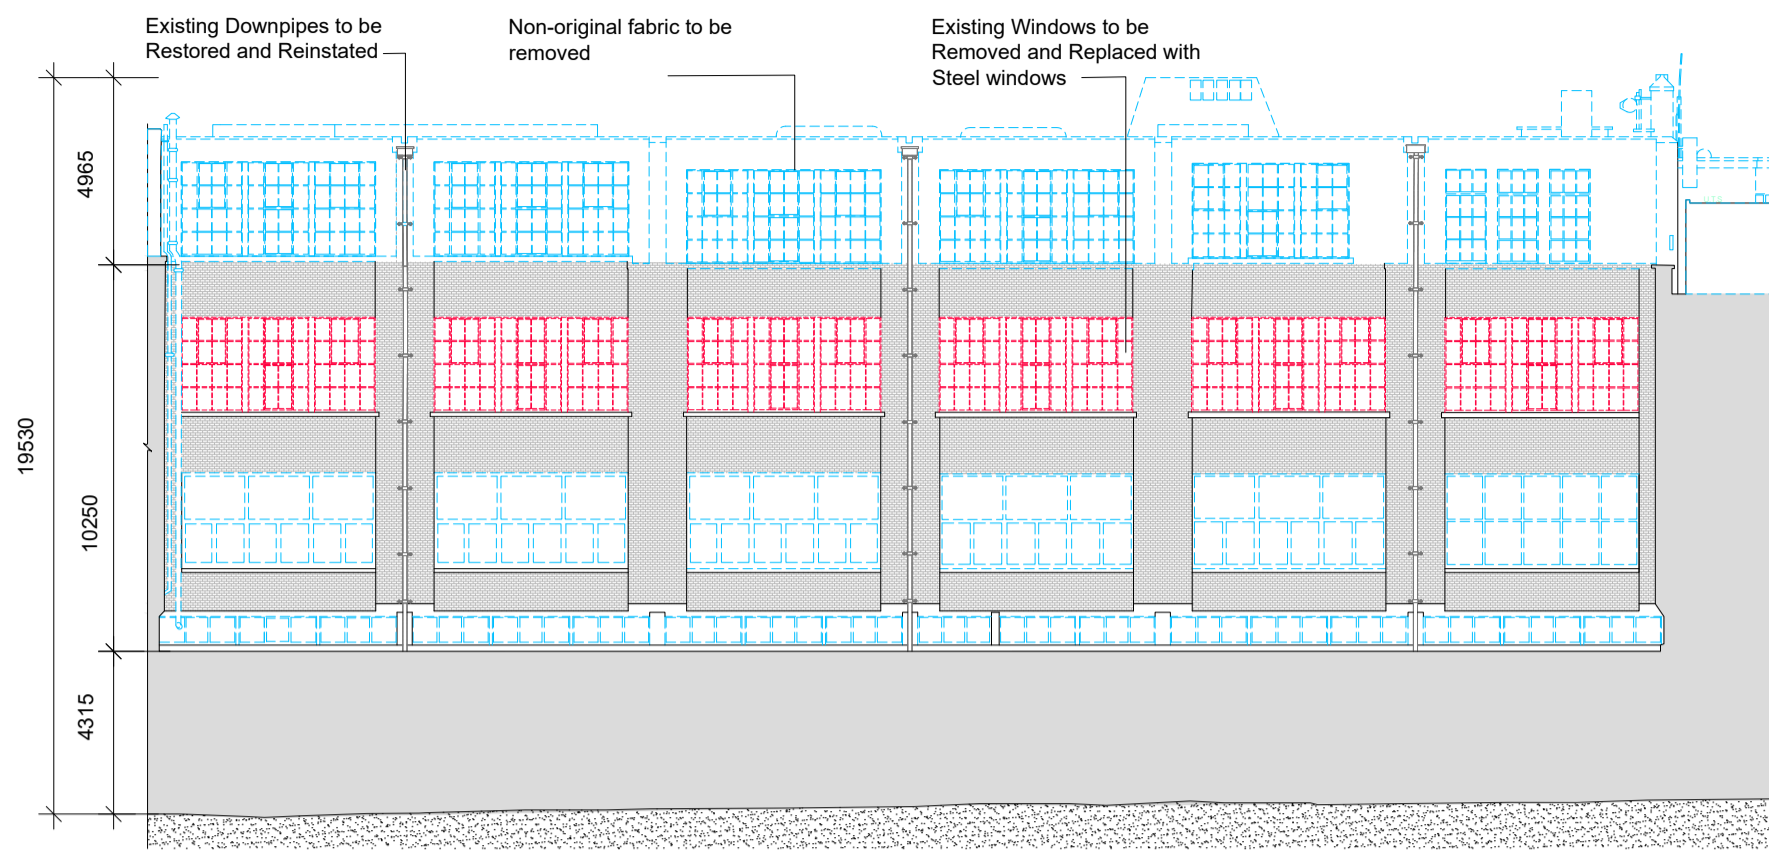 Existing Downpipes to be
Restored and Reinstated
Non-original fabric to be
removed
Existing Windows to be
Removed and Replaced with
Steel windows
4965
19530
10250
4315